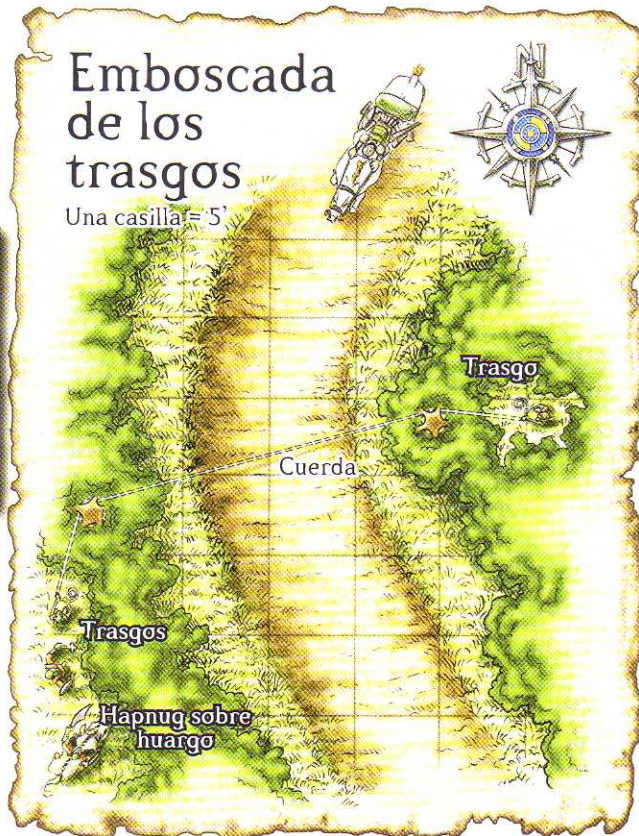 Emboscada
de los
trasgos
Una casilla = 5'
N
Trasgo
Cuerda
Trasgos
Hapnug sobre
huargo